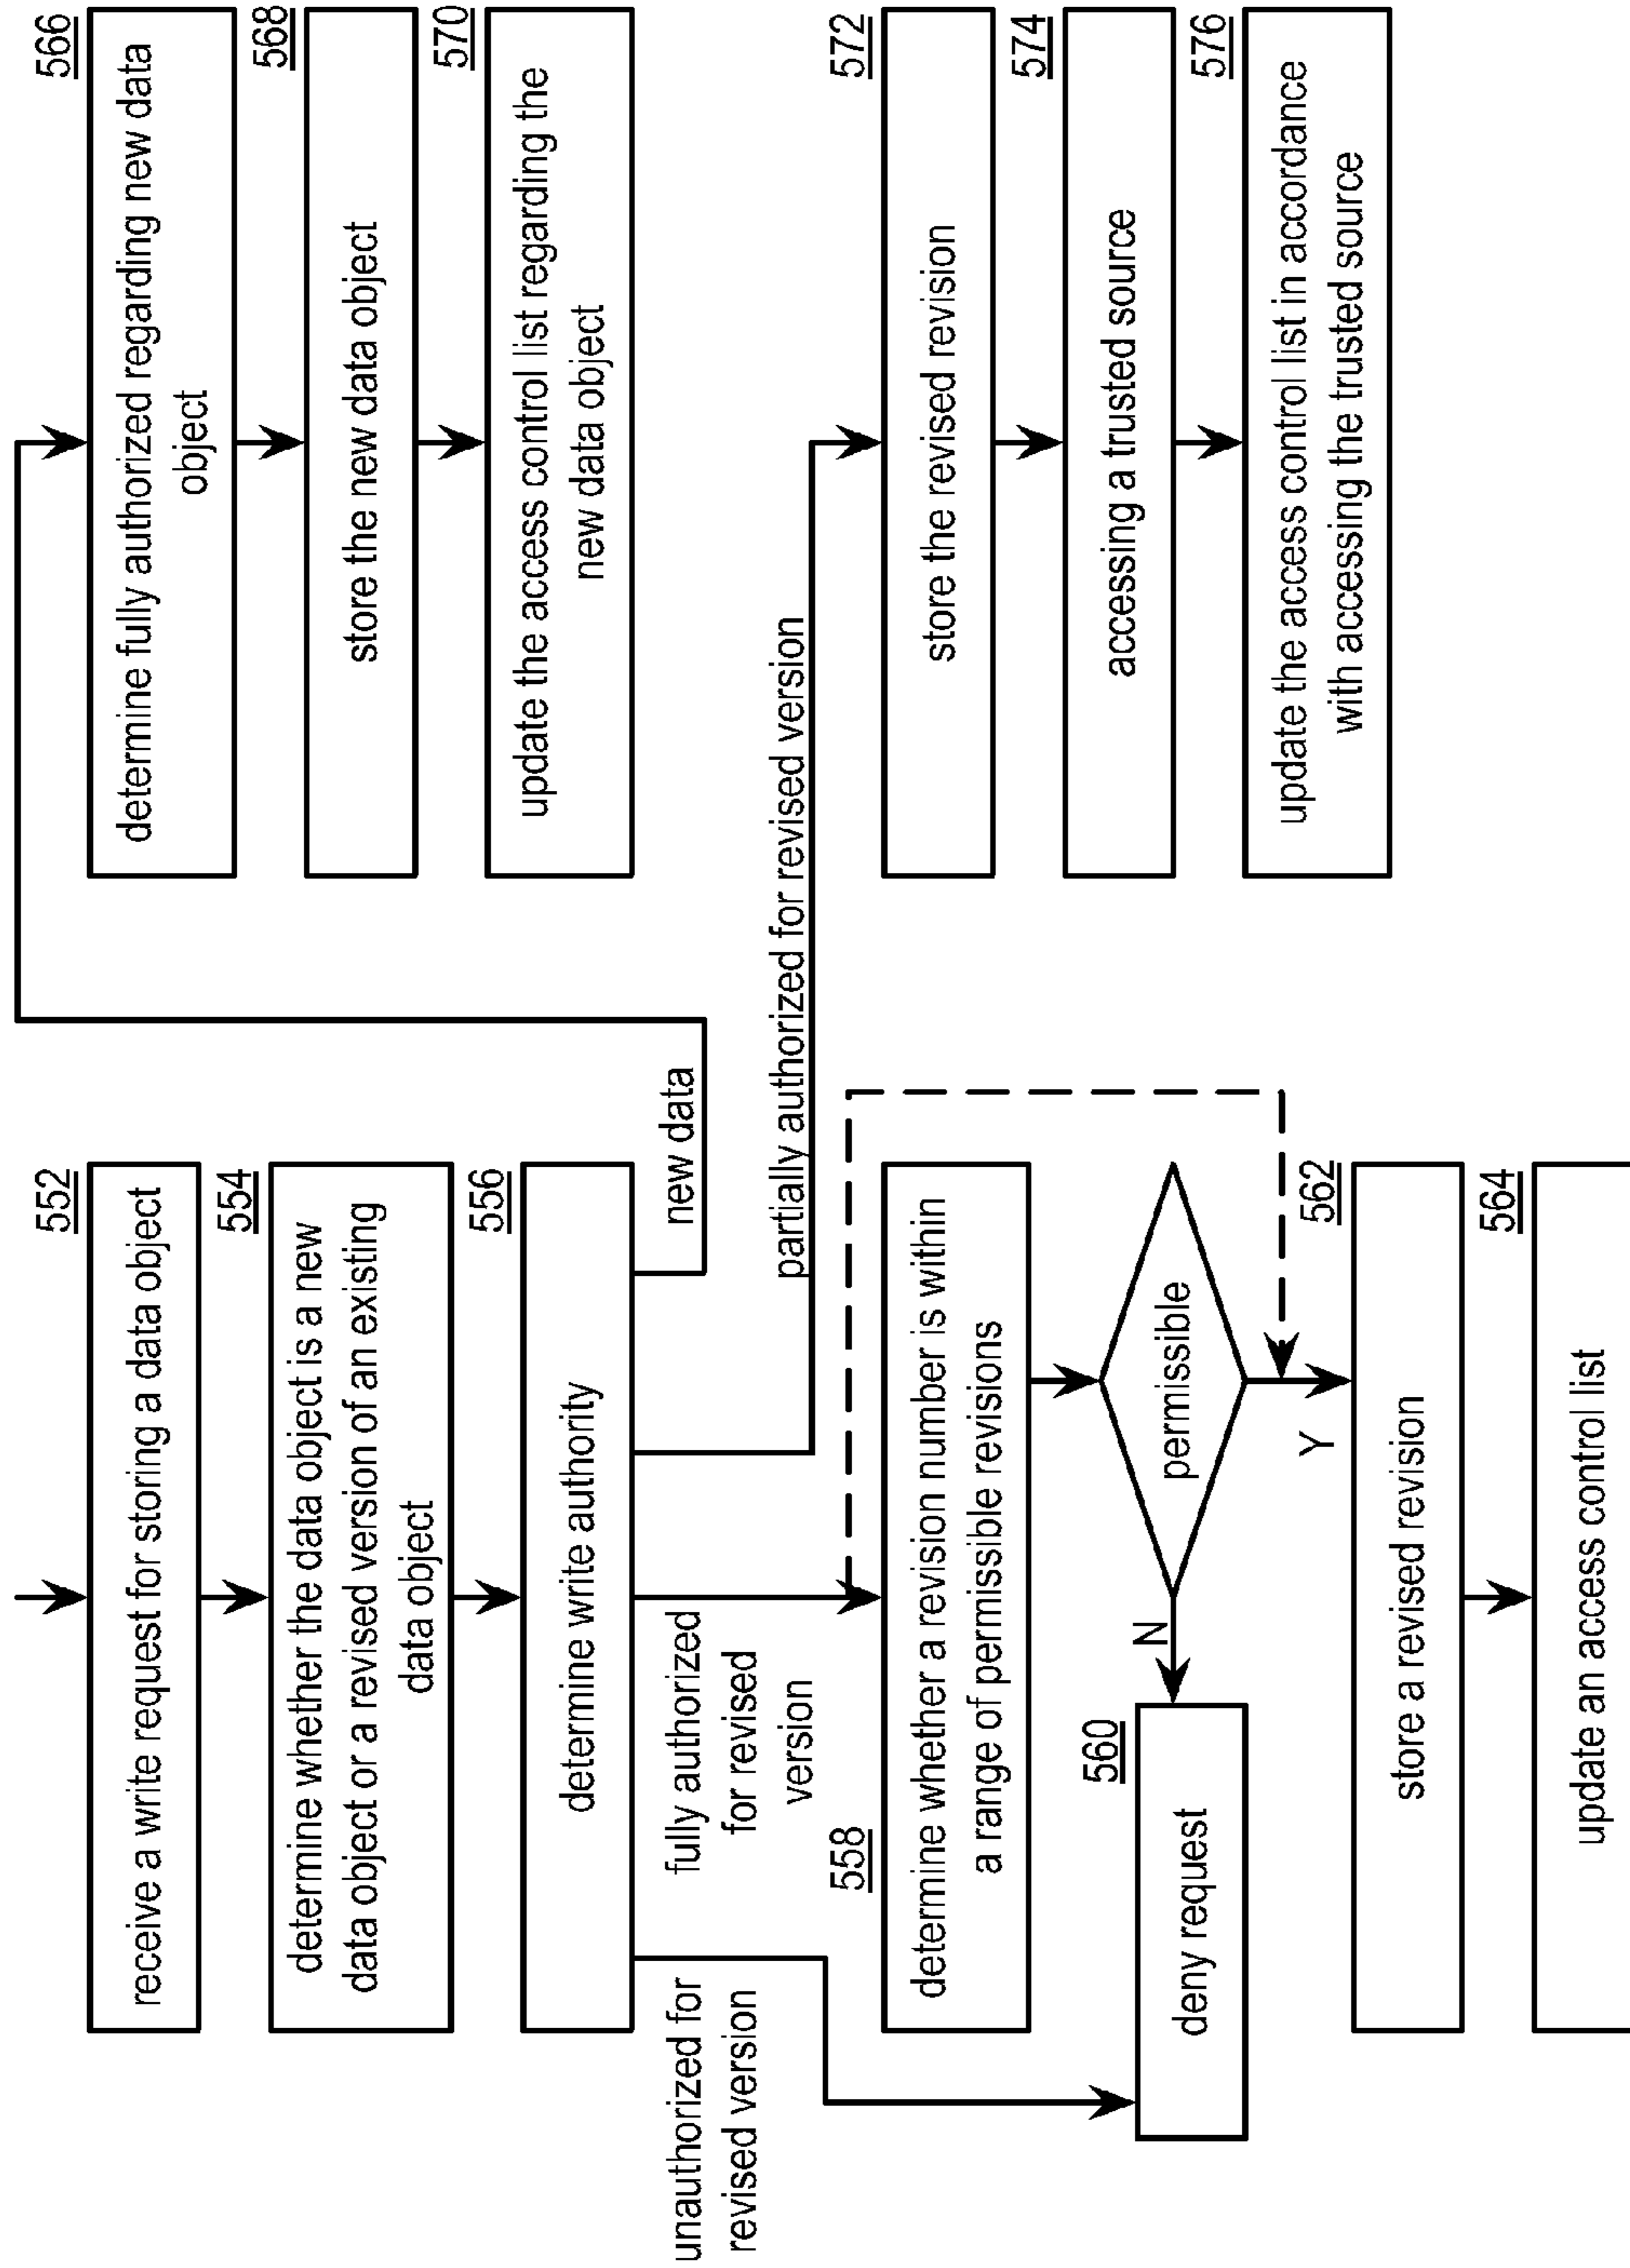 552
receive a write request for storing a data object
554
determine whether the data object is a new
data object or a revised version of an existing
data object
556
determine write authority
unauthorized for
revised version
fully authorized
for revised
version
partially authorized for revised version
new data
558
determine whether a revision number is within
a range of permissible revisions
permissible
N
Y
560
deny request
562
store a revised revision
564
update an access control list
566
determine fully authorized regarding new data
object
568
store the new data object
570
update the access control list regarding the
new data object
572
store the revised revision
574
accessing a trusted source
576
update the access control list in accordance
with accessing the trusted source